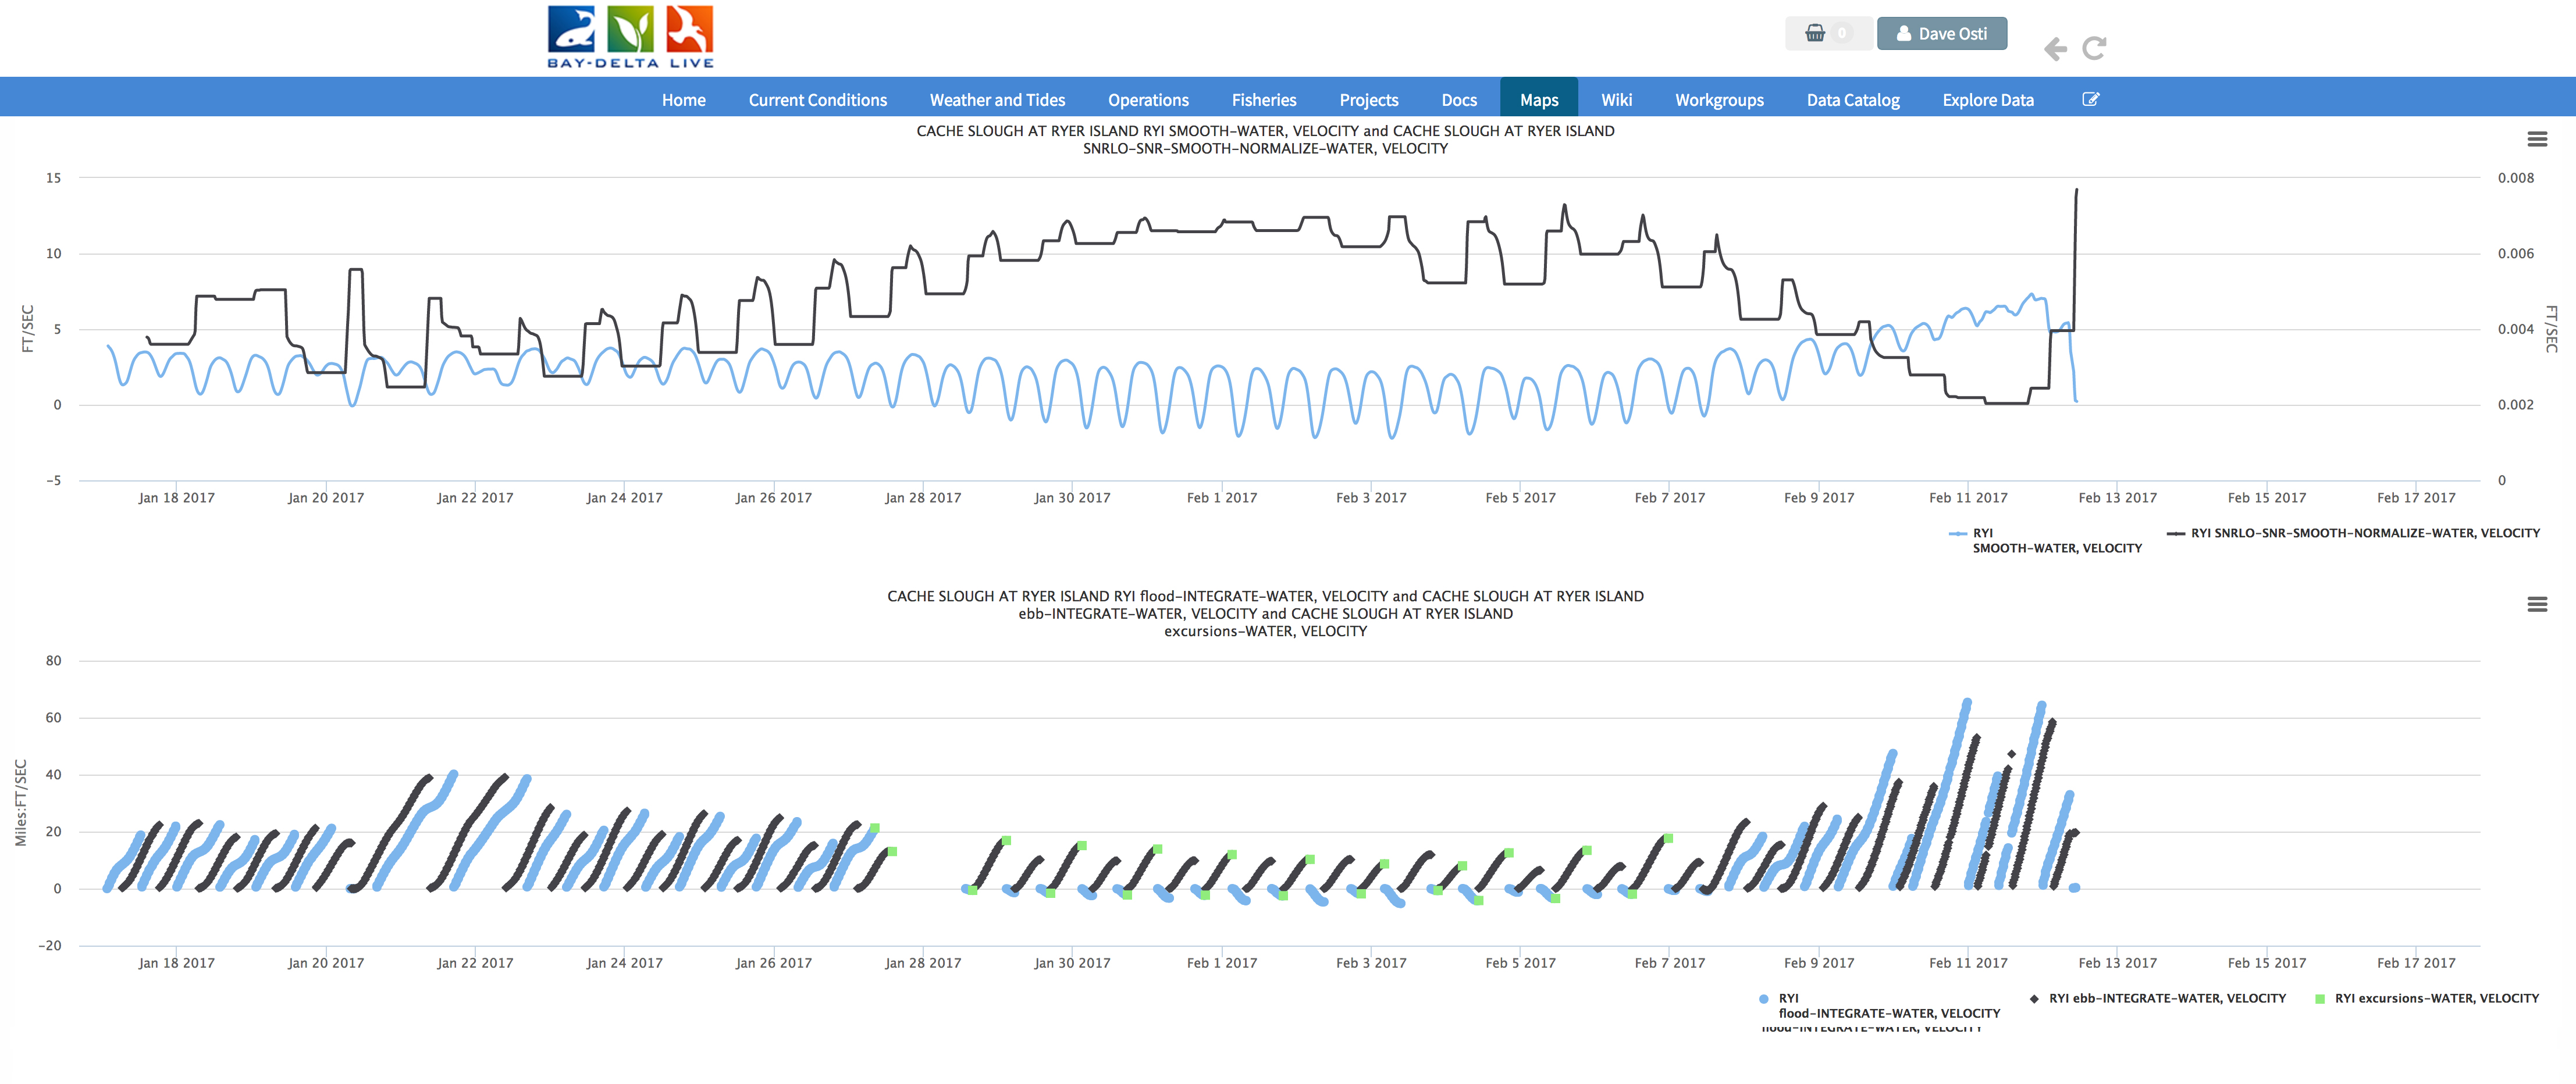 BAY-DELTA LIVE
0
Dave Osti
Home Current Conditions Weather and Tides Operations Fisheries Projects Docs Maps Wiki Workgroups Data Catalog Explore Data
CACHE SLOUGH AT RYER ISLAND RYI SMOOTH-WATER, VELOCITY and CACHE SLOUGH AT RYER ISLAND
SNRLO-SNR-SMOOTH-NORMALIZE-WATER, VELOCITY
15 0.008
10 0.006
FT/SEC FT/SEC
5 0.004
0 0.002
-5 0
Jan 18 2017 Jan 20 2017 Jan 22 2017 Jan 24 2017 Jan 26 2017 Jan 28 2017 Jan 30 2017 Feb 1 2017 Feb 3 2017 Feb 5 2017 Feb 7 2017 Feb 9 2017 Feb 11 2017 Feb 13 2017 Feb 15 2017 Feb 17 2017
RYI RYI SNRLO-SNR-SMOOTH-NORMALIZE-WATER, VELOCITY
SMOOTH-WATER, VELOCITY
CACHE SLOUGH AT RYER ISLAND RYI flood-INTEGRATE-WATER, VELOCITY and CACHE SLOUGH AT RYER ISLAND
ebb-INTEGRATE-WATER, VELOCITY and CACHE SLOUGH AT RYER ISLAND
excursions-WATER, VELOCITY
80
60
40
Miles:FT/SEC
20
0
-20
Jan 18 2017 Jan 20 2017 Jan 22 2017 Jan 24 2017 Jan 26 2017 Jan 28 2017 Jan 30 2017 Feb 1 2017 Feb 3 2017 Feb 5 2017 Feb 7 2017 Feb 9 2017 Feb 11 2017 Feb 13 2017 Feb 15 2017 Feb 17 2017
RYI RYI ebb-INTEGRATE-WATER, VELOCITY RYI excursions-WATER, VELOCITY
flood-INTEGRATE-WATER, VELOCITY
flood-INTEGRATE-WATER, VELOCITY